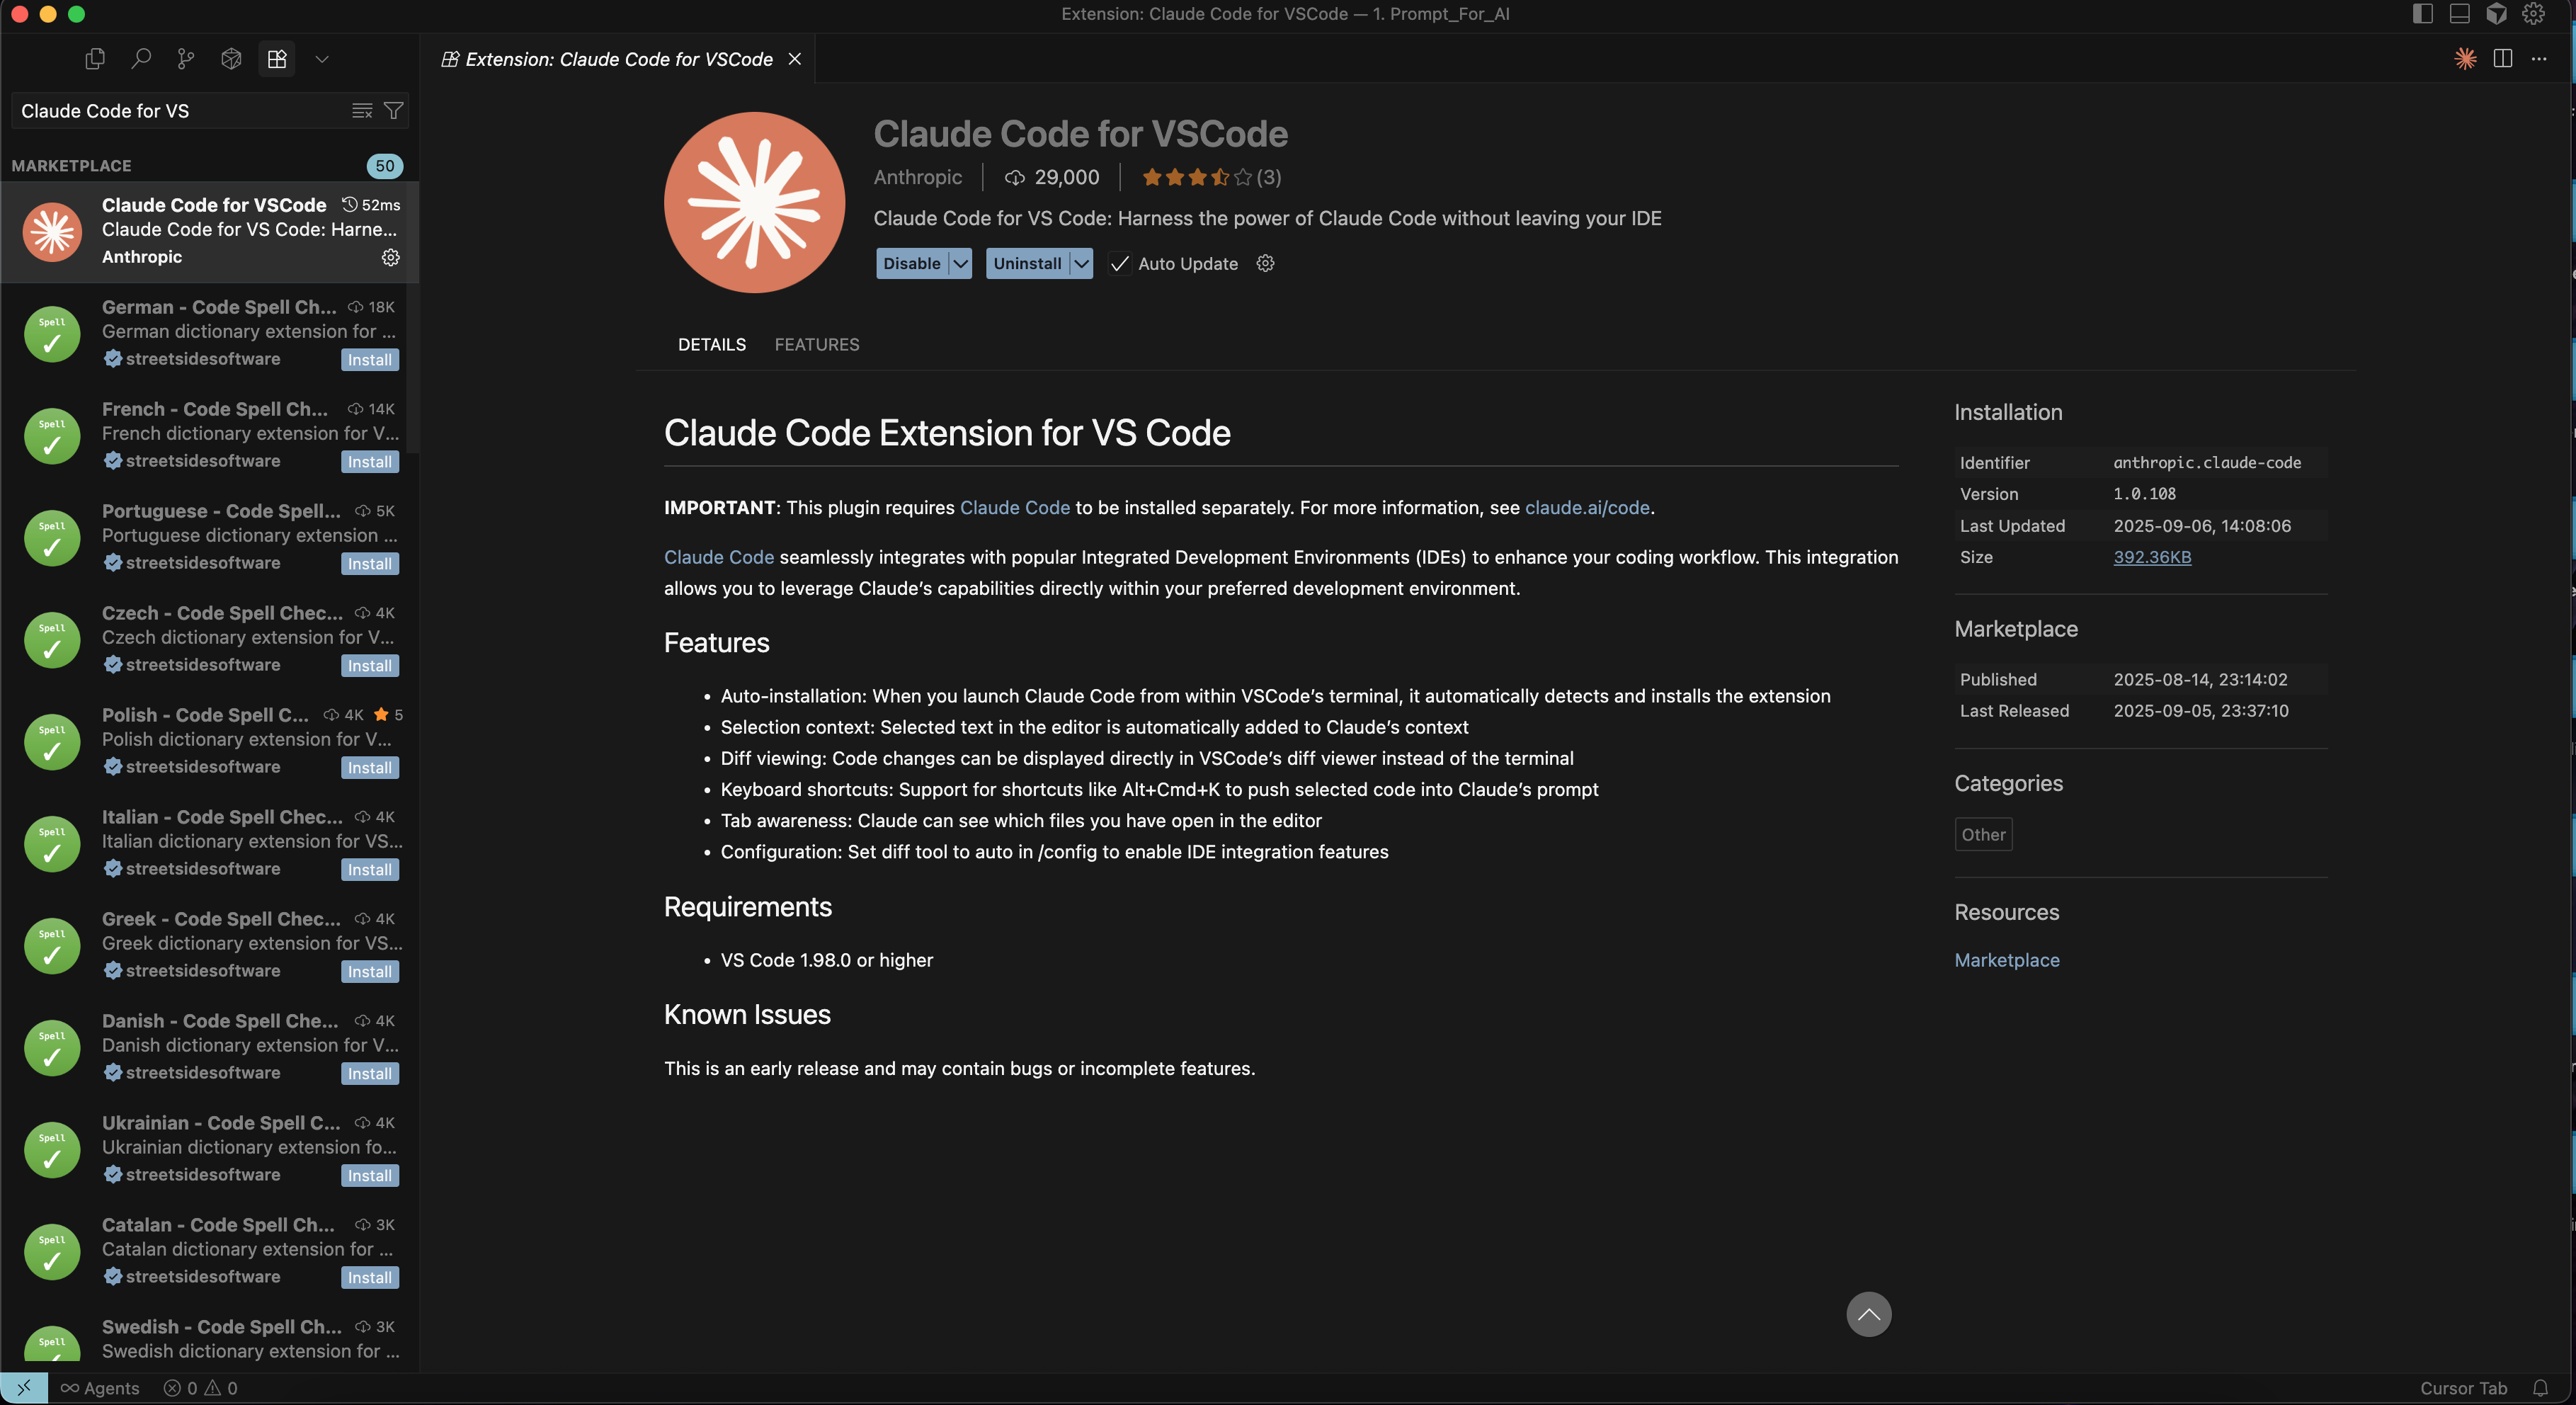 Extension: Claude Code for VSCode — 1. Prompt_For_AI
Extension: Claude Code for VSCode
Claude Code for VS
MARKETPLACE 50
Claude Code for VSCode 52ms
Claude Code for VS Code: Harne...
Anthropic
Spell
German - Code Spell Ch... 18K
German dictionary extension for ...
streetsidesoftware Install
Spell
French - Code Spell Ch... 14K
French dictionary extension for V...
streetsidesoftware Install
Spell
Portuguese - Code Spell... 5K
Portuguese dictionary extension ...
streetsidesoftware Install
Spell
Czech - Code Spell Chec... 4K
Czech dictionary extension for V...
streetsidesoftware Install
Spell
Polish - Code Spell C... 4K 5
Polish dictionary extension for V...
streetsidesoftware Install
Spell
Italian - Code Spell Chec... 4K
Italian dictionary extension for VS...
streetsidesoftware Install
Spell
Greek - Code Spell Chec... 4K
Greek dictionary extension for VS...
streetsidesoftware Install
Spell
Danish - Code Spell Che... 4K
Danish dictionary extension for V...
streetsidesoftware Install
Spell
Ukrainian - Code Spell C... 4K
Ukrainian dictionary extension fo...
streetsidesoftware Install
Spell
Catalan - Code Spell Ch... 3K
Catalan dictionary extension for ...
streetsidesoftware Install
Spell
Swedish - Code Spell Ch... 3K
Swedish dictionary extension for ...
Claude Code for VSCode
Anthropic 29,000 (3)
Claude Code for VS Code: Harness the power of Claude Code without leaving your IDE
Disable Uninstall Auto Update
DETAILS FEATURES
Claude Code Extension for VS Code
IMPORTANT: This plugin requires Claude Code to be installed separately. For more information, see claude.ai/code.
Claude Code seamlessly integrates with popular Integrated Development Environments (IDEs) to enhance your coding workflow. This integration
allows you to leverage Claude's capabilities directly within your preferred development environment.
Features
• Auto-installation: When you launch Claude Code from within VSCode's terminal, it automatically detects and installs the extension
• Selection context: Selected text in the editor is automatically added to Claude's context
• Diff viewing: Code changes can be displayed directly in VSCode's diff viewer instead of the terminal
• Keyboard shortcuts: Support for shortcuts like Alt+Cmd+K to push selected code into Claude's prompt
• Tab awareness: Claude can see which files you have open in the editor
• Configuration: Set diff tool to auto in /config to enable IDE integration features
Requirements
• VS Code 1.98.0 or higher
Known Issues
This is an early release and may contain bugs or incomplete features.
Installation
Identifier anthropic.claude-code
Version 1.0.108
Last Updated 2025-09-06, 14:08:06
Size 392.36KB
Marketplace
Published 2025-08-14, 23:14:02
Last Released 2025-09-05, 23:37:10
Categories
Other
Resources
Marketplace
Agents 0 0
Cursor Tab